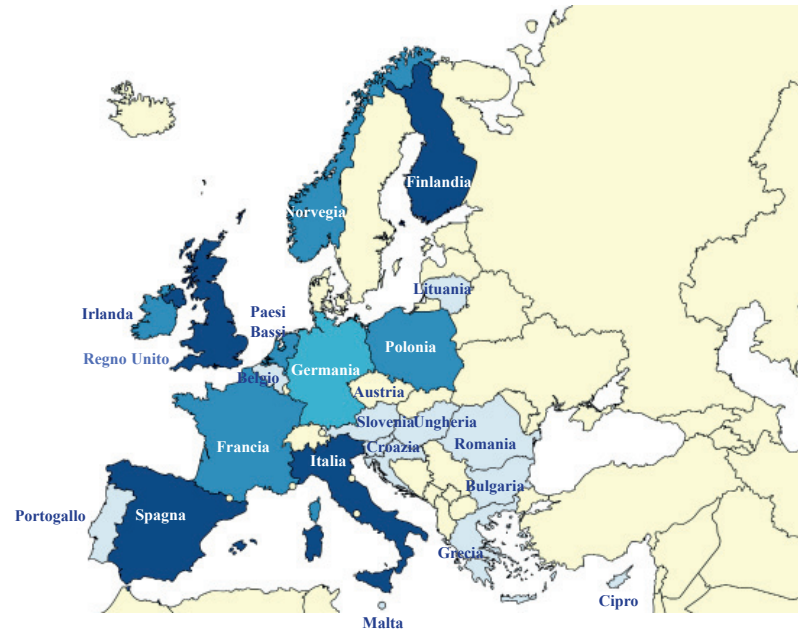 Finlandia
Norvegia
Lituania
Irlanda
Paesi
Bassi
Polonia
Regno Unito
Germania
Belgio
Austria
Slovenia
Ungheria
Francia
Croazia
Romania
Italia
Bulgaria
Portogallo
Spagna
Grecia
Cipro
Malta